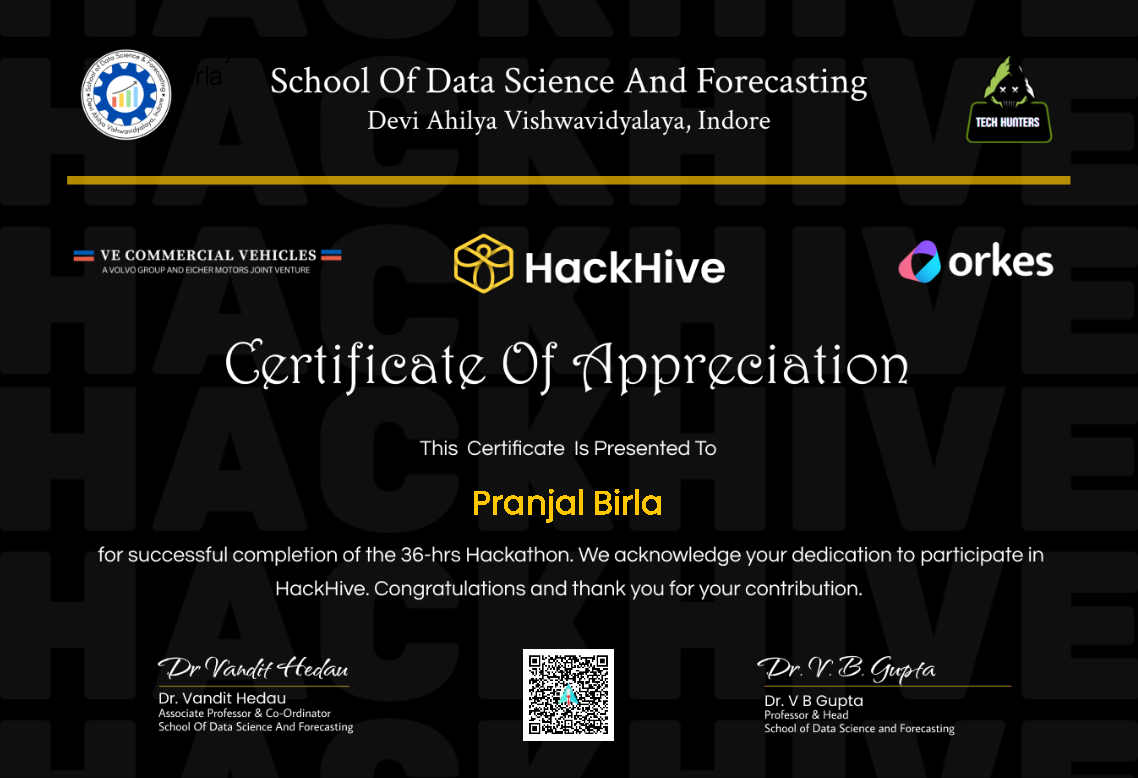 School of Data Science & Forecasting
Devi Ahilya Vishwavidyalaya, Indore
rla
School Of Data Science And Forecasting
Devi Ahilya Vishwavidyalaya, Indore
TECH HUNTERS
VE COMMERCIAL VEHICLES
A VOLVO GROUP AND EICHER MOTORS JOINT VENTURE
HackHive
orkes
Certificate Of Appreciation
This Certificate Is Presented To
Pranjal Birla
for successful completion of the 36-hrs Hackathon. We acknowledge your dedication to participate in
HackHive. Congratulations and thank you for your contribution.
Dr Vandit Hedau
Dr. Vandit Hedau
Associate Professor & Co-Ordinator
School Of Data Science And Forecasting
Dr. V. B. Gupta
Dr. V B Gupta
Professor & Head
School of Data Science and Forecasting
HACKHIVE
HACKHIVE
HACKHIVE
HACKHIVE
HACKHIVE